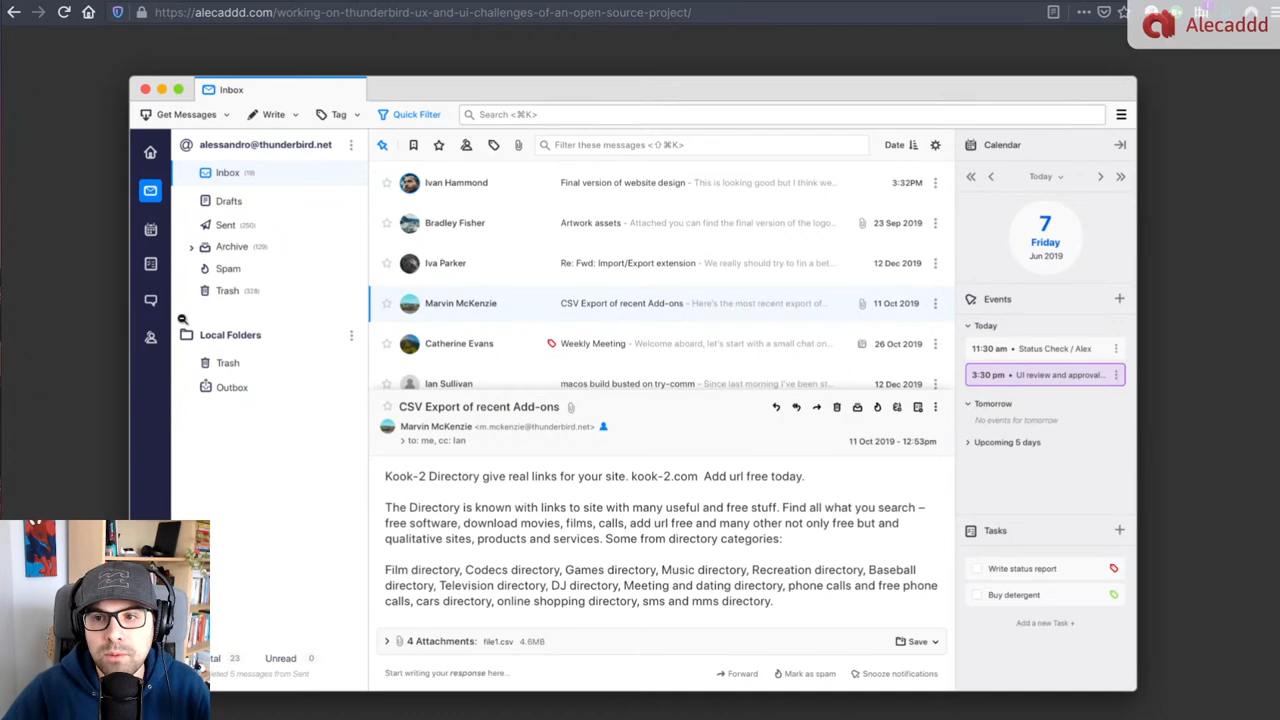 https://alecaddd.com/working-on-thunderbird-ux-and-ui-challenges-of-an-open-source-project/
Alecaddd
Inbox
Get Messages
Write
Tag
Quick Filter
Search <⌘K>
alessandro@thunderbird.net
Filter these messages <⇧⌘K>
Date
Calendar
Inbox (19)
Drafts
Sent (250)
Archive (129)
Spam
Trash (328)
Local Folders
Trash
Outbox
Ivan Hammond Final version of website design - This is looking good but I think we... 3:32PM
Bradley Fisher Artwork assets - Attached you can find the final version of the logo... 23 Sep 2019
Iva Parker Re: Fwd: Import/Export extension - We really should try to fin a bet... 12 Dec 2019
Marvin McKenzie CSV Export of recent Add-ons - Here's the most recent export of... 11 Oct 2019
Catherine Evans Weekly Meeting - Welcome aboard, let's start with a small chat on... 26 Oct 2019
Ian Sullivan macos build busted on try-comm - Since last morning I've been st... 12 Dec 2019
CSV Export of recent Add-ons
Marvin McKenzie <m.mckenzie@thunderbird.net>
to: me, cc: Ian
11 Oct 2019 - 12:53pm
Kook-2 Directory give real links for your site. kook-2.com Add url free today.
The Directory is known with links to site with many useful and free stuff. Find all what you search –
free software, download movies, films, calls, add url free and many other not only free but and
qualitative sites, products and services. Some from directory categories:
Film directory, Codecs directory, Games directory, Music directory, Recreation directory, Baseball
directory, Television directory, DJ directory, Meeting and dating directory, phone calls and free phone
calls, cars directory, online shopping directory, sms and mms directory.
4 Attachments: file1.csv 4.6MB
Save
Start writing your response here...
Forward
Mark as spam
Snooze notifications
Today
7
Friday
Jun 2019
Events
Today
11:30 am • Status Check / Alex
3:30 pm • UI review and approval...
Tomorrow
No events for tomorrow
Upcoming 5 days
Tasks
Write status report
Buy detergent
Add a new Task +
23 Unread 0
5 messages from Sent